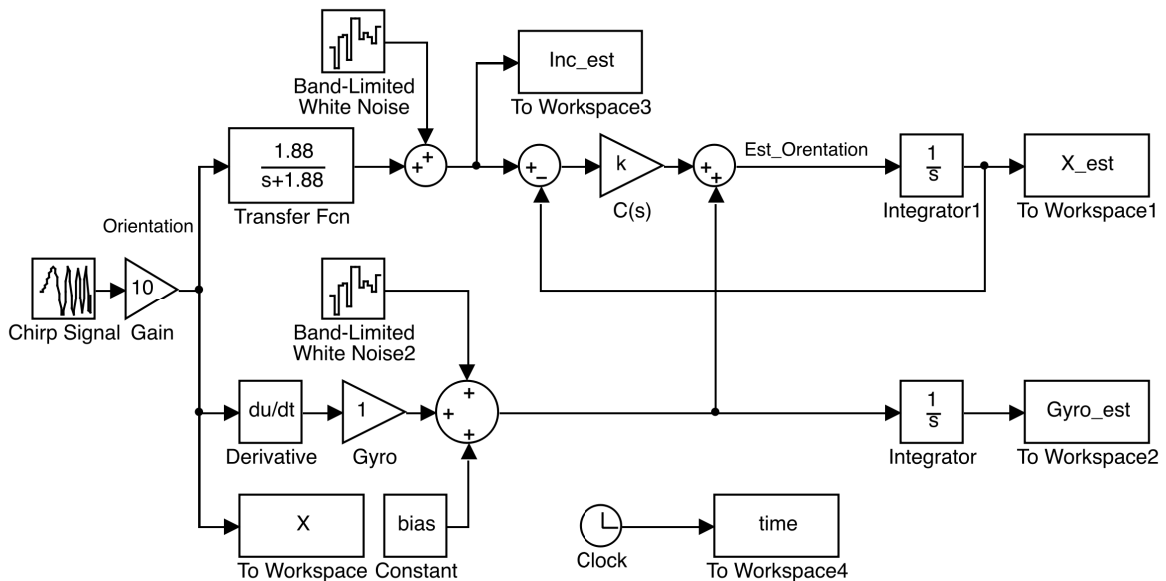 Inc_est
Band-Limited
White Noise
To Workspace3
1.88
s+1.88
Transfer Fcn
+
+
+
−
k
C(s)
+
+
Est_Orentation
1
s
Integrator1
X_est
To Workspace1
Orientation
Chirp Signal
10
Gain
Band-Limited
White Noise2
du/dt
Derivative
1
Gyro
+
+
+
1
s
Integrator
Gyro_est
To Workspace2
X
To Workspace
bias
Constant
Clock
time
To Workspace4